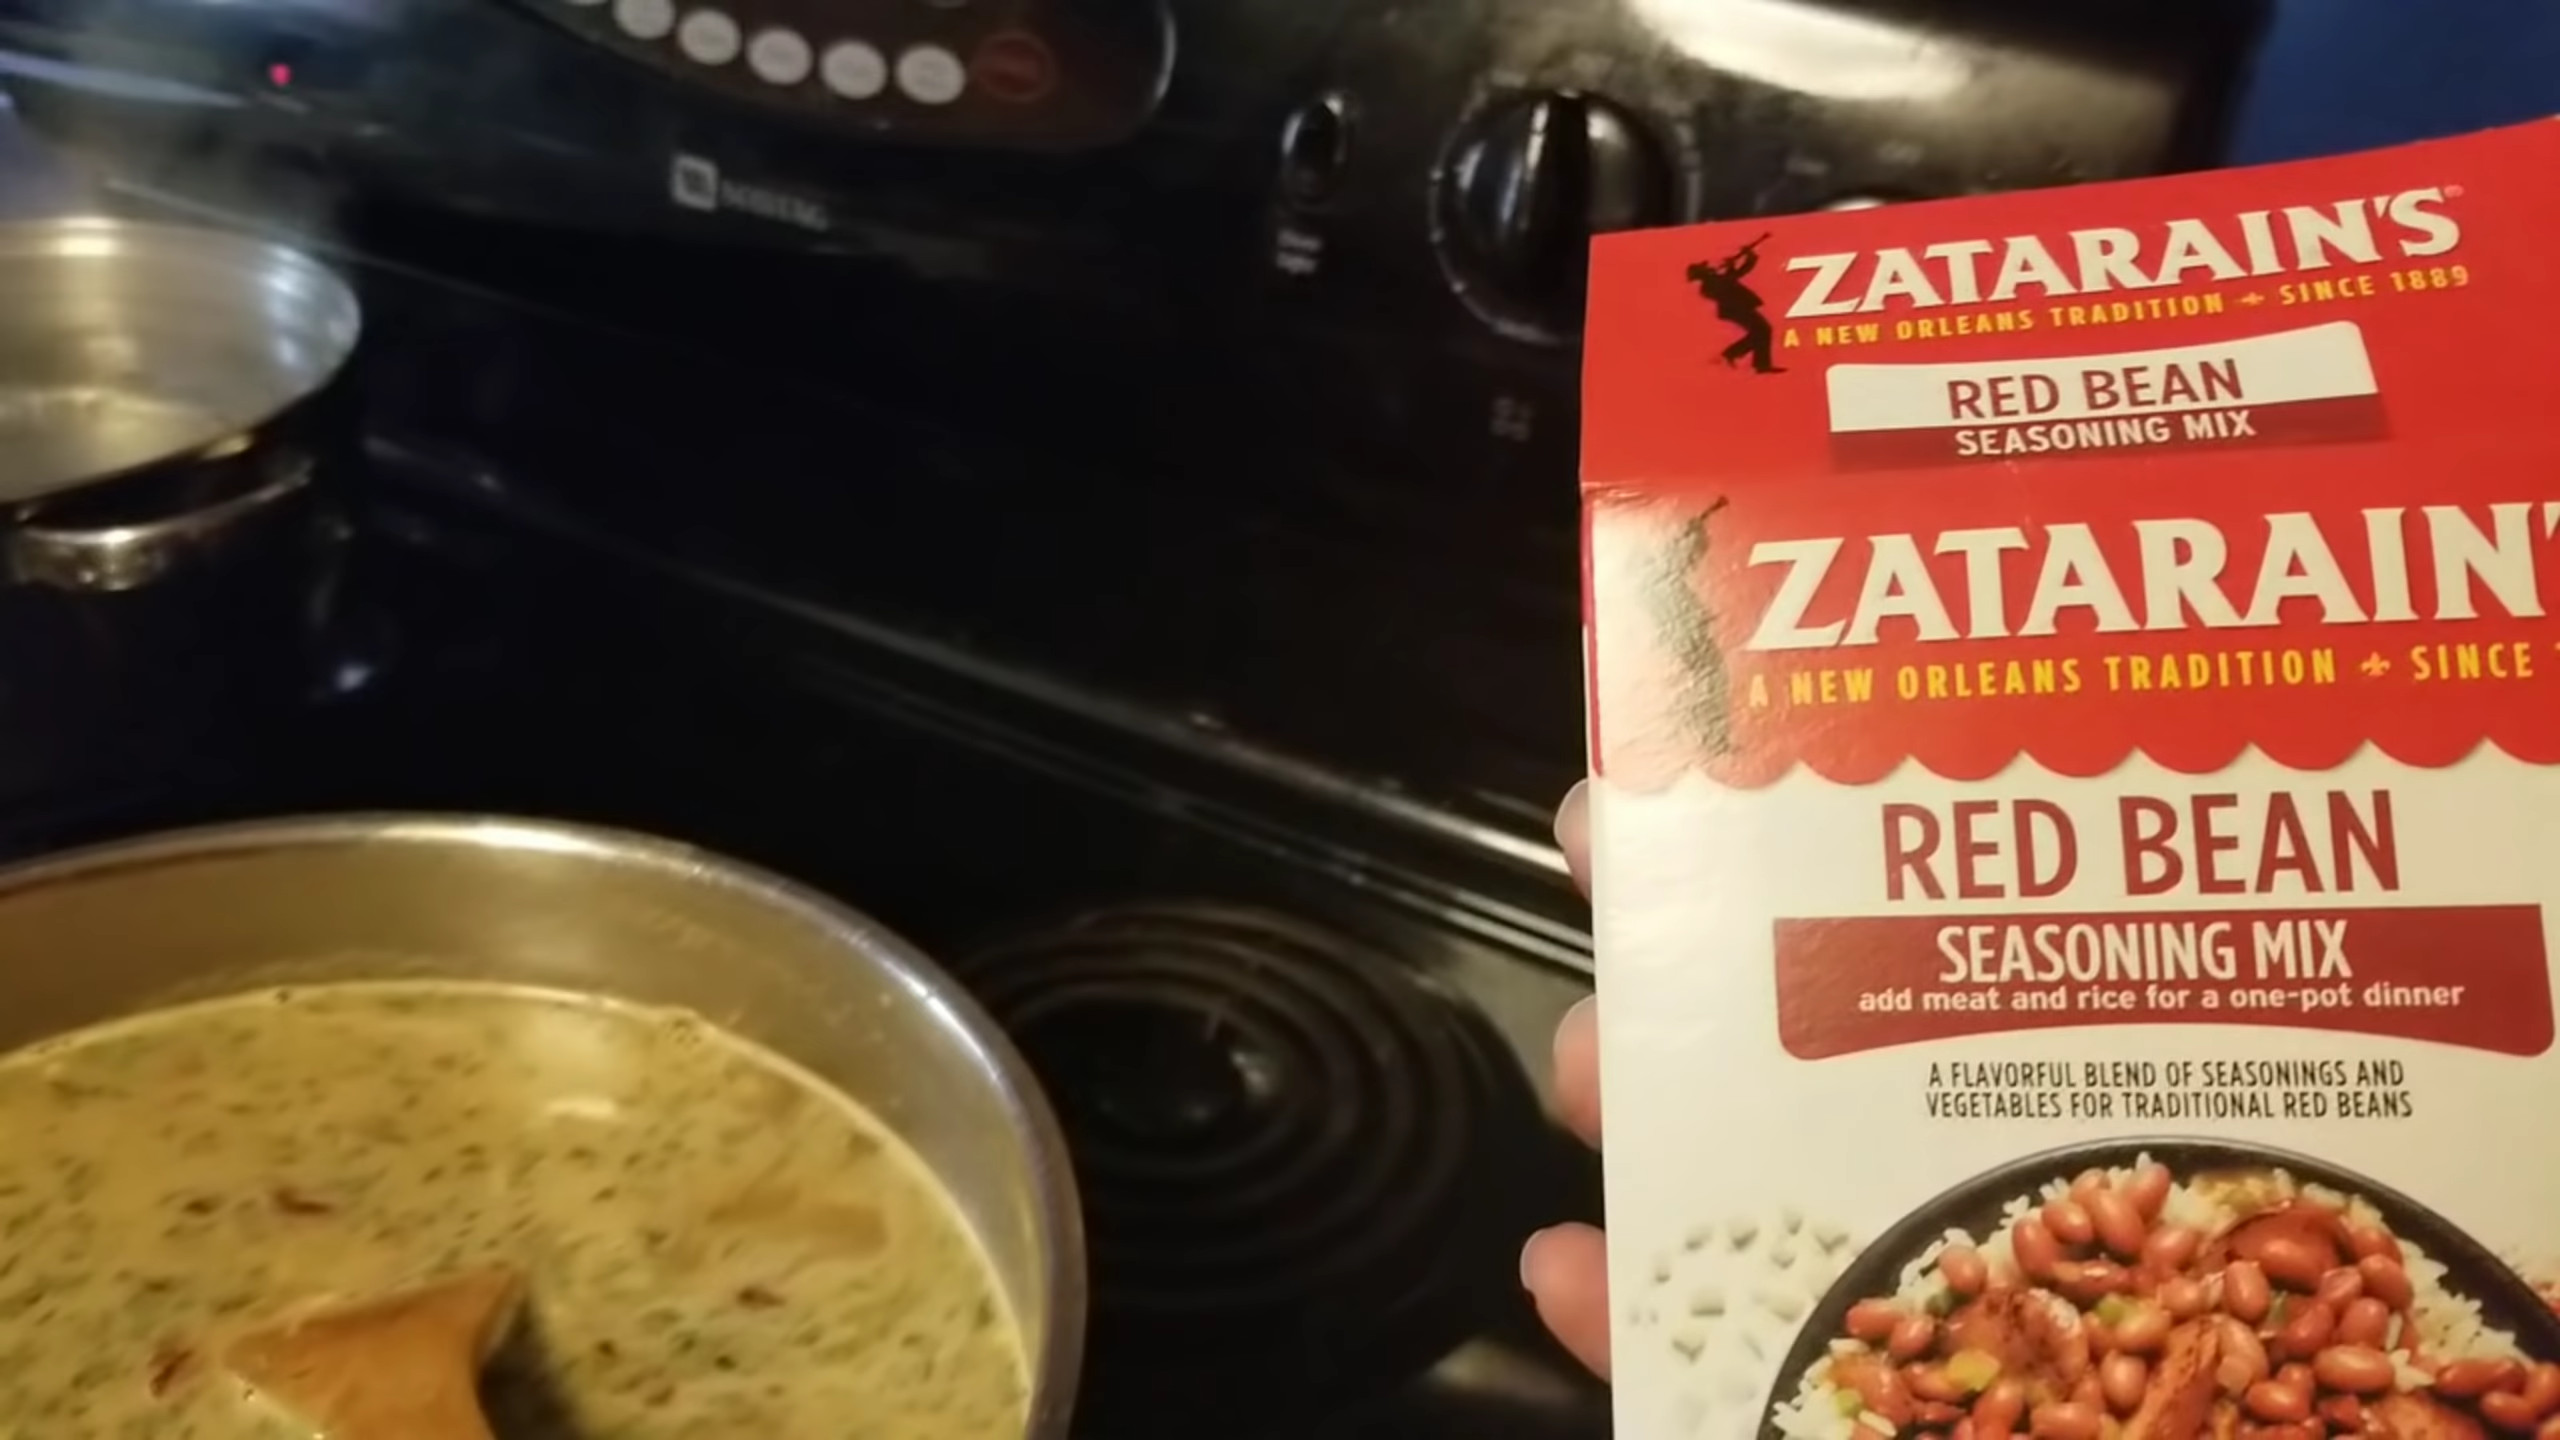 ZATARAIN'S
A NEW ORLEANS TRADITION SINCE 1889
RED BEAN
SEASONING MIX
ZATARAIN'
A NEW ORLEANS TRADITION SINCE
RED BEAN
SEASONING MIX
add meat and rice for a one-pot dinner
A FLAVORFUL BLEND OF SEASONINGS AND
VEGETABLES FOR TRADITIONAL RED BEANS